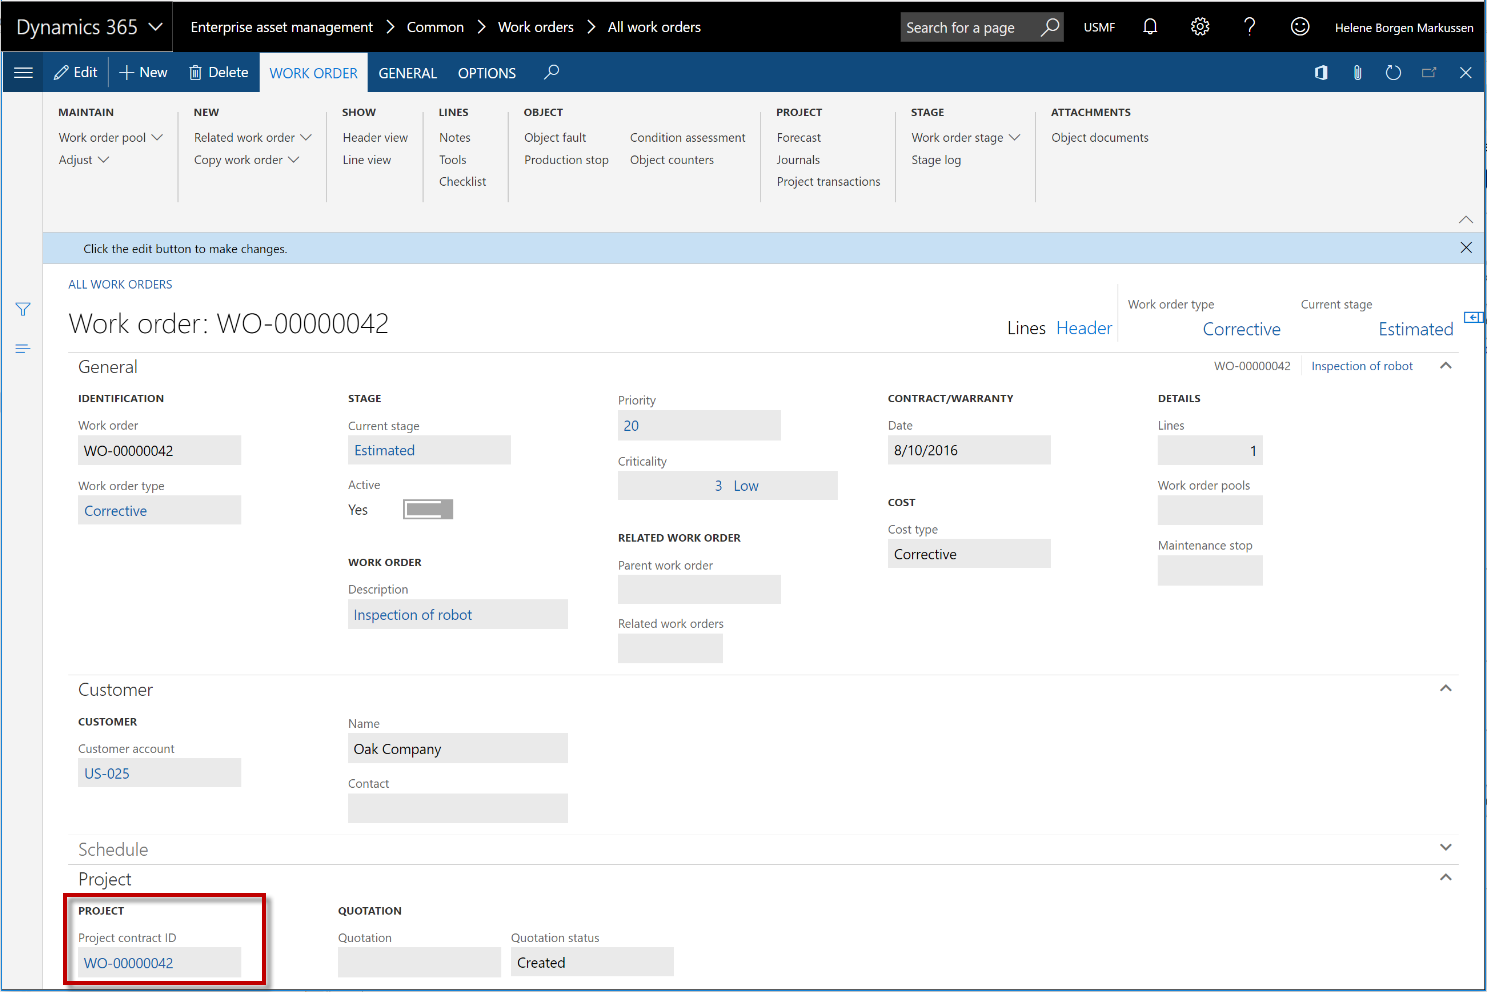 Dynamics 365
Enterprise asset management > Common > Work orders > All work orders
Search for a page
USMF
?
Helene Borgen Markussen
Edit
New
Delete
WORK ORDER
GENERAL
OPTIONS
MAINTAIN
Work order pool
Adjust
NEW
Related work order
Copy work order
SHOW
Header view
Line view
LINES
Notes
Tools
Checklist
OBJECT
Object fault
Production stop
Condition assessment
Object counters
PROJECT
Forecast
Journals
Project transactions
STAGE
Work order stage
Stage log
ATTACHMENTS
Object documents
Click the edit button to make changes.
ALL WORK ORDERS
Work order: WO-00000042
Lines Header
Work order type
Corrective
Current stage
Estimated
General
WO-00000042
Inspection of robot
IDENTIFICATION
Work order
WO-00000042
Work order type
Corrective
STAGE
Current stage
Estimated
Active
Yes
WORK ORDER
Description
Inspection of robot
Priority
20
Criticality
3 Low
RELATED WORK ORDER
Parent work order
Related work orders
CONTRACT/WARRANTY
Date
8/10/2016
COST
Cost type
Corrective
DETAILS
Lines
1
Work order pools
Maintenance stop
Customer
CUSTOMER
Customer account
US-025
Name
Oak Company
Contact
Schedule
Project
PROJECT
Project contract ID
WO-00000042
QUOTATION
Quotation
Quotation status
Created